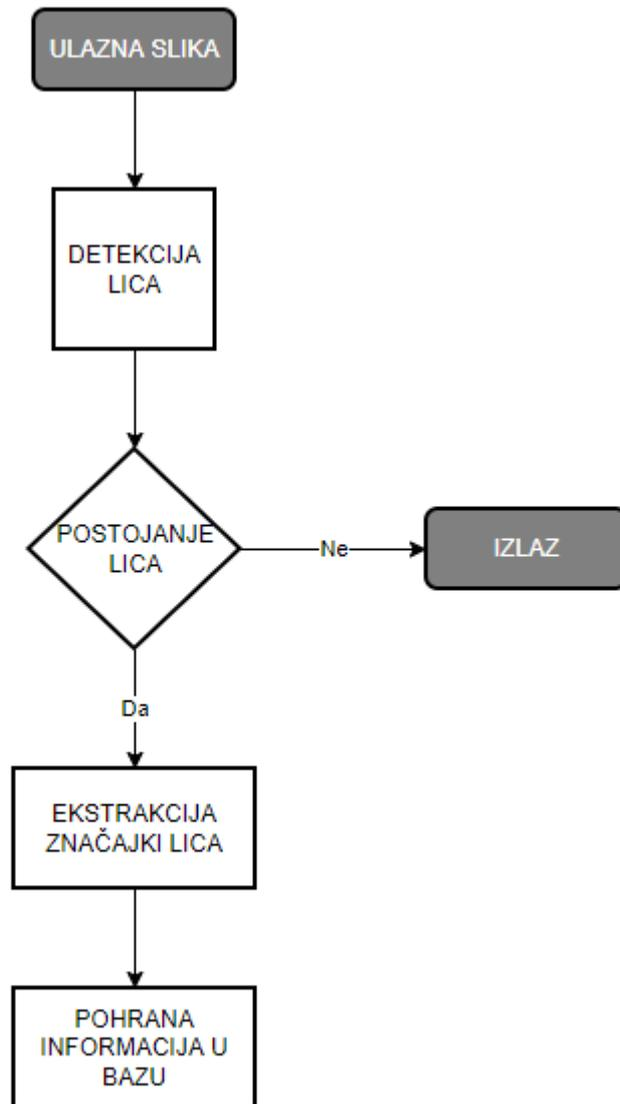 ULAZNA SLIKA
DETEKCIJA
LICA
POSTOJANJE
LICA
Ne
IZLAZ
Da
EKSTRAKCIJA
ZNAČAJKI LICA
POHRANA
INFORMACIJA U
BAZU